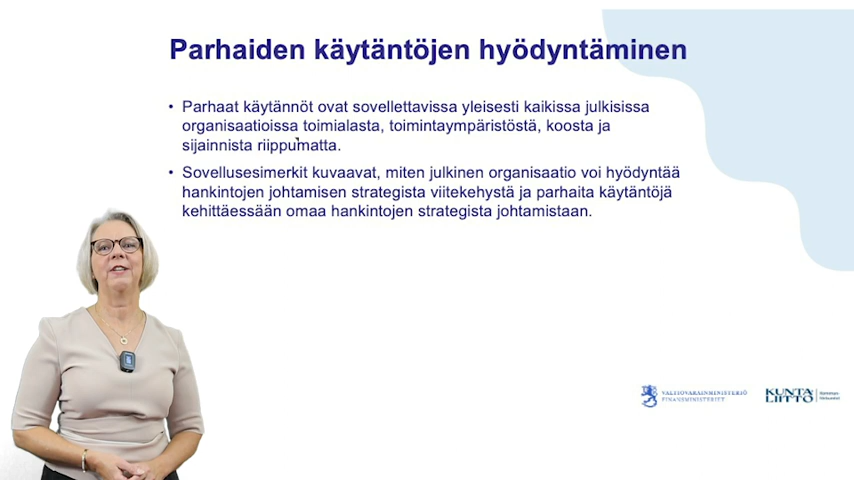 Parhaiden käytäntöjen hyödyntäminen
• Parhaat käytännöt ovat sovellettavissa yleisesti kaikissa julkisissa
organisaatioissa toimialasta, toimintaympäristöstä, koosta ja
sijainnista riippumatta.
• Sovellusesimerkit kuvaavat, miten julkinen organisaatio voi hyödyntää
hankintojen johtamisen strategista viitekehystä ja parhaita käytäntöjä
kehittäessään omaa hankintojen strategista johtamistaan.
VALTIOVARAINMINISTERIÖ
FINANSMINISTERIET
KUNTA
LIITTO